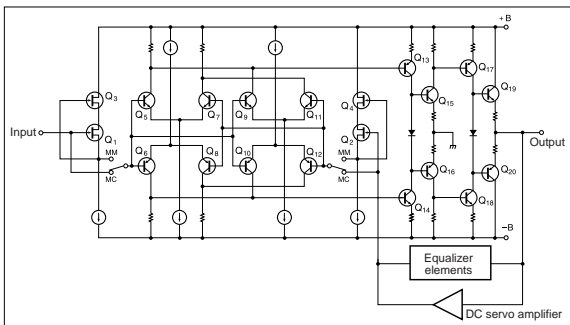 +B
Q13
Q17
Q3
Q4
Q19
Q5
Q7
Q9
Q11
Q15
Input
Q1
Q2
Output
MM
MM
Q6
Q8
Q10
Q12
Q16
Q20
MC
MC
Q14
Q18
−B
Equalizer
elements
DC servo amplifier